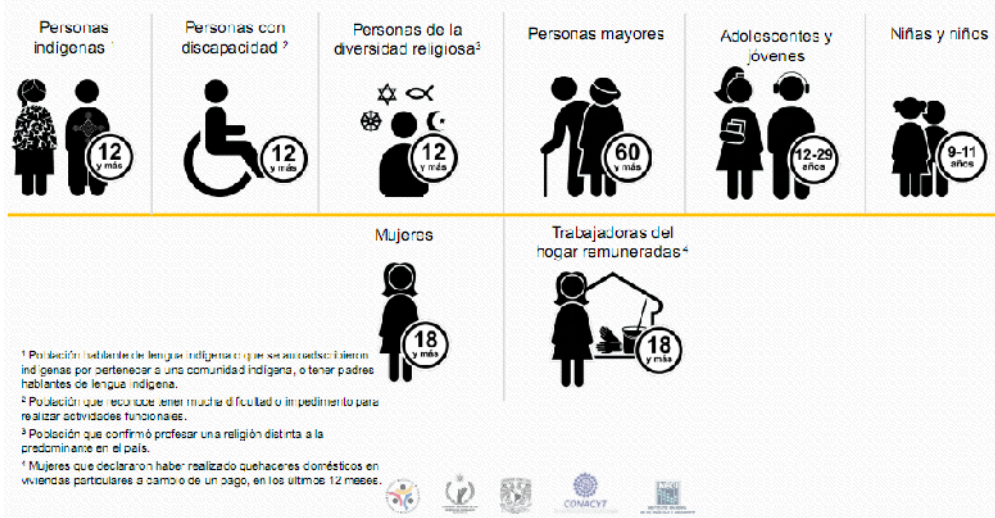 Personas
indígenas ¹
12
y más
Personas con
discapacidad ²
12
y más
Personas de la
diversidad religiosa³
12
y más
Personas mayores
60
y más
Adolescentes y
jóvenes
12-29
años
Niñas y niños
9-11
años
Mujeres
18
y más
Trabajadoras del
hogar remuneradas⁴
18
y más
¹ Población hablante de lengua indígena o que se autoadscribieron
indígenas por pertenecer a una comunidad indígena, o tener padres
hablantes de lengua indígena.
² Población que reconoce tener mucha dificultad o impedimento para
realizar actividades funcionales.
³ Población que confirmó profesar una religión distinta a la
predominante en el país.
⁴ Mujeres que declararon haber realizado quehaceres domésticos en
viviendas particulares a cambio de un pago, en los últimos 12 meses.
CONACYT